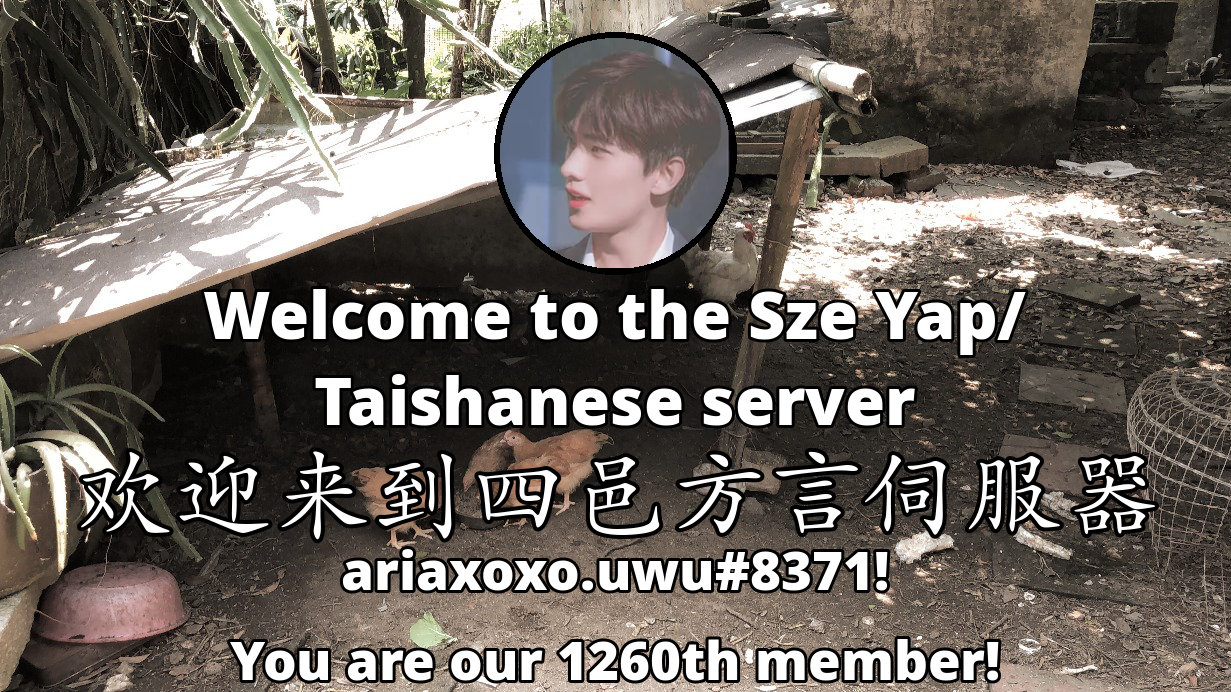 Welcome to the Sze Yap/
Taishanese server
欢迎来到四邑方言伺服器
ariaxoxo.uwu#8371!
You are our 1260th member!